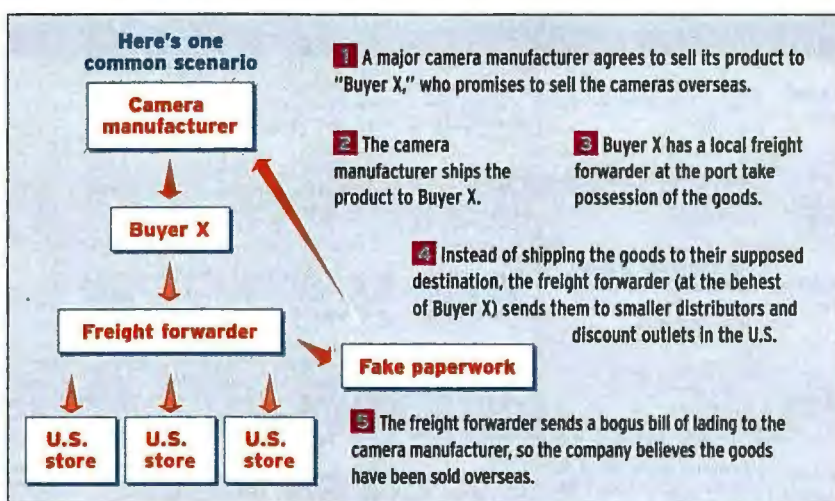 Here's one
common scenario
Camera
manufacturer
Buyer X
Freight forwarder
Fake paperwork
U.S.
store
U.S.
store
U.S.
store
1 A major camera manufacturer agrees to sell its product to
"Buyer X," who promises to sell the cameras overseas.
2 The camera
manufacturer ships the
product to Buyer X.
3 Buyer X has a local freight
forwarder at the port take
possession of the goods.
4 Instead of shipping the goods to their supposed
destination, the freight forwarder (at the behest
of Buyer X) sends them to smaller distributors and
discount outlets in the U.S.
5 The freight forwarder sends a bogus bill of lading to the
camera manufacturer, so the company believes the goods
have been sold overseas.